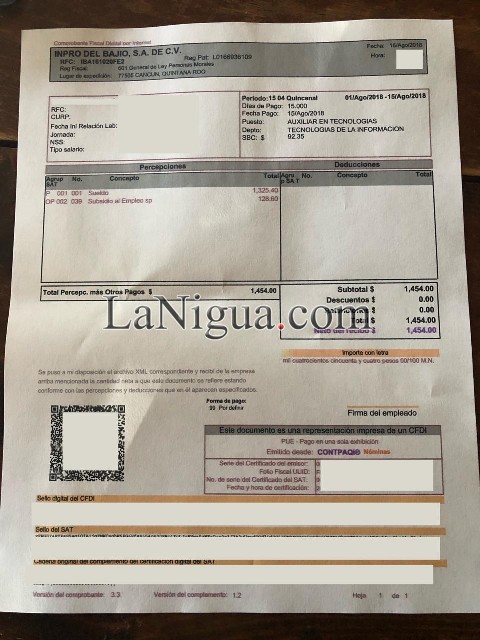 Comprobante Fiscal Digital por Internet
INPRO DEL BAJIO, S.A. DE C.V.
Fecha: 16/Ago/2018
RFC: IBA151020FE2
Reg Pat: L0166936109
Hora:
Reg Fiscal: 601 General de Ley Personas Morales
Lugar de expedición: 77500 CANCUN, QUINTANA ROO
RFC:
CURP:
Fecha Ini Relación Lab:
Jornada:
NSS:
Tipo salario:
Periodo: 15 04 Quincenal 01/Ago/2018 -15/Ago/2018
Días de Pago: 15.000
Fecha Pago: 15/Ago/2018
Puesto: AUXILIAR EN TECNOLOGIAS
Depto: TECNOLOGIAS DE LA INFORMACIÓN
SBC: $ 92.35
Percepciones
Deducciones
Agrup SAT No. Concepto Total
Agrup SAT No. Concepto Total
P 001 001 Sueldo 1,325.40
OP 002 039 Subsidio al Empleo sp 128.60
Total Percepc. más Otros Pagos $ 1,454.00
Subtotal $ 1,454.00
Descuentos $ 0.00
0.00
Total $ 1,454.00
Neto del recibo $ 1,454.00
LaNigua.com
Importe con letra
mil cuatrocientos cincuenta y cuatro pesos 00/100 M.N.
Se puso a mi disposición el archivo XML correspondiente y recibí de la empresa
arriba mencionada la cantidad neta a que este documento se refiere estando
conforme con las percepciones y deducciones que en él aparecen especificados.
Forma de pago:
99 Por definir
Firma del empleado
Este documento es una representación impresa de un CFDI
PUE - Pago en una sola exhibición
Emitido desde: CONTPAQi® Nóminas
Serie del Certificado del emisor:
Folio Fiscal UUID:
No. de serie del Certificado del SAT:
Fecha y hora de certificación:
Sello digital del CFDI
Sello del SAT
Cadena original del complemento del certificación digital del SAT
Versión del comprobante: 3.3
Versión del complemento: 1.2
Hoja 1 de 1